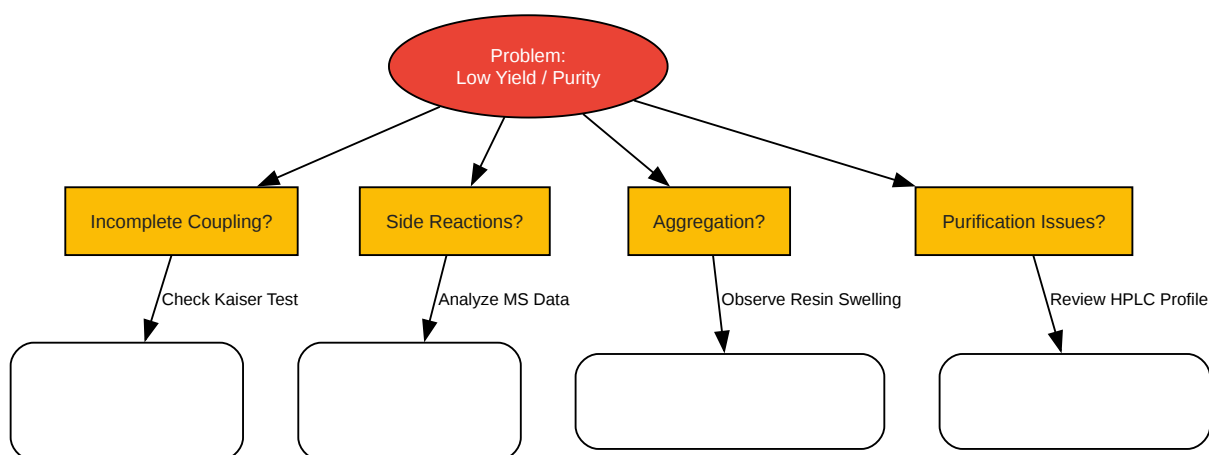 Problem:
Low Yield / Purity
Incomplete Coupling?
Side Reactions?
Aggregation?
Purification Issues?
Check Kaiser Test
Analyze MS Data
Observe Resin Swelling
Review HPLC Profile